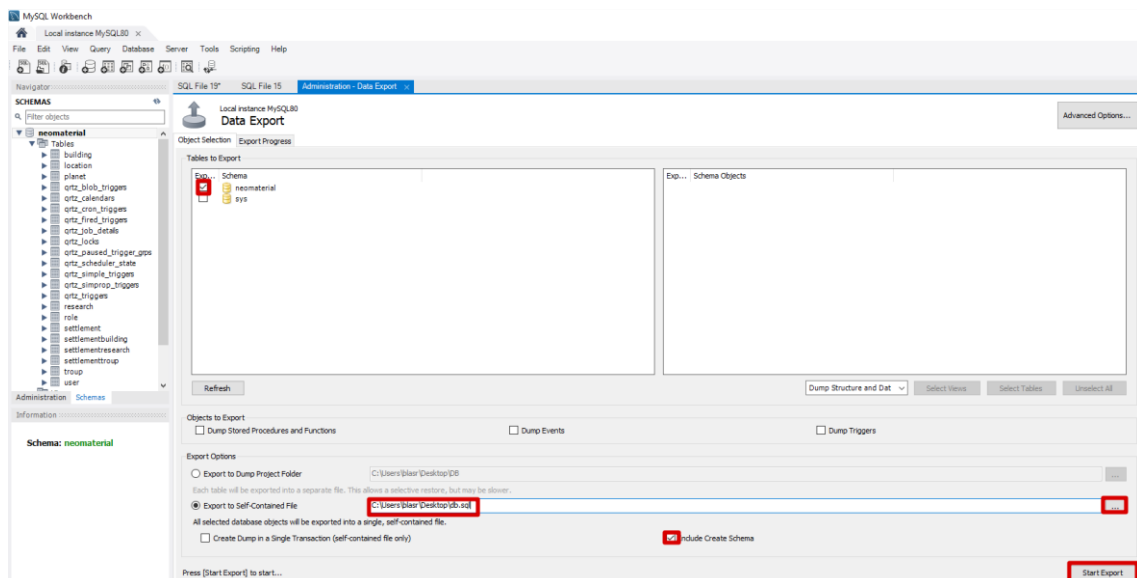 MySQL Workbench
Local instance MySQL80 ×
File Edit View Query Database Server Tools Scripting Help
Navigator
SQL File 19* SQL File 15 Administration - Data Export ×
SCHEMAS
Filter objects
neomaterial
Tables
building
location
planet
qrtz_blob_triggers
qrtz_calendars
qrtz_cron_triggers
qrtz_fired_triggers
qrtz_job_details
qrtz_locks
qrtz_paused_trigger_grps
qrtz_scheduler_state
qrtz_simple_triggers
qrtz_simprop_triggers
qrtz_triggers
research
role
settlement
settlementbuilding
settlementresearch
settlementtroup
troup
user
Administration Schemas
Information
Schema: neomaterial
Local instance MySQL80
Data Export
Advanced Options...
Object Selection Export Progress
Tables to Export
Exp... Schema
neomaterial
sys
Exp... Schema Objects
Refresh
Dump Structure and Dat
Select Views
Select Tables
Unselect All
Objects to Export
Dump Stored Procedures and Functions
Dump Events
Dump Triggers
Export Options
Export to Dump Project Folder
C:\Users\blasr\Desktop\DB
...
Each table will be exported into a separate file. This allows a selective restore, but may be slower.
Export to Self-Contained File
C:\Users\blasr\Desktop\db.sql
...
All selected database objects will be exported into a single, self-contained file.
Create Dump in a Single Transaction (self-contained file only)
Include Create Schema
Press [Start Export] to start...
Start Export